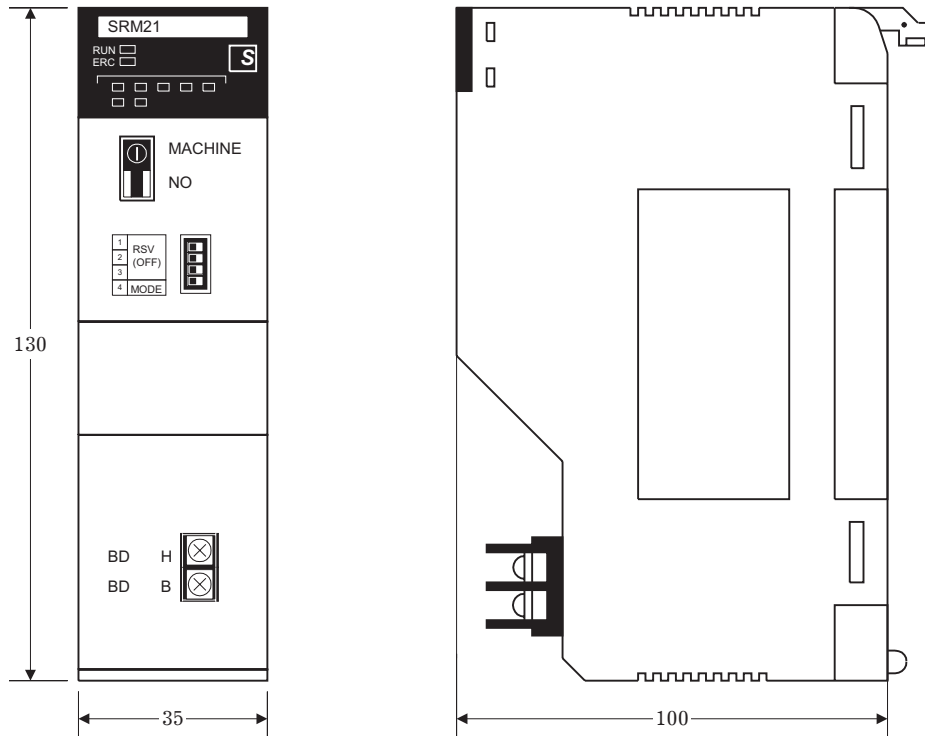 SRM21
RUN
ERC
S
MACHINE
NO
1
2
3
RSV
(OFF)
4 MODE
130
BD H
BD B
35
100